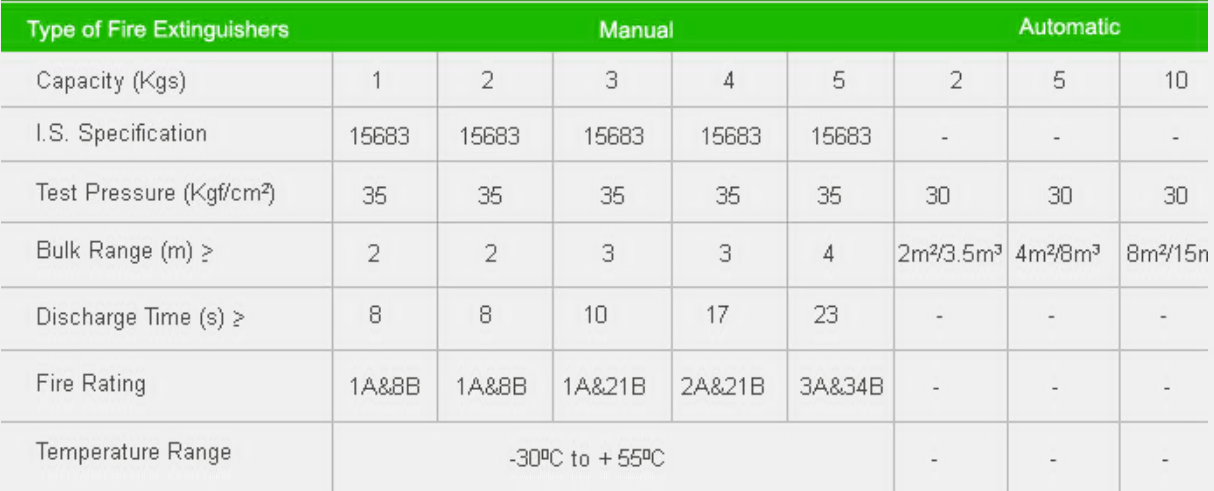 Type of Fire Extinguishers Manual Automatic
Capacity (Kgs) 1 2 3 4 5 2 5 10
I.S. Specification 15683 15683 15683 15683 15683 - - -
Test Pressure (Kgf/cm²) 35 35 35 35 35 30 30 30
Bulk Range (m) ≥ 2 2 3 3 4 2m²/3.5m³ 4m²/8m³ 8m²/15
Discharge Time (s) ≥ 8 8 10 17 23 - - -
Fire Rating 1A&8B 1A&8B 1A&21B 2A&21B 3A&34B - - -
Temperature Range -30ºC to + 55ºC - - -